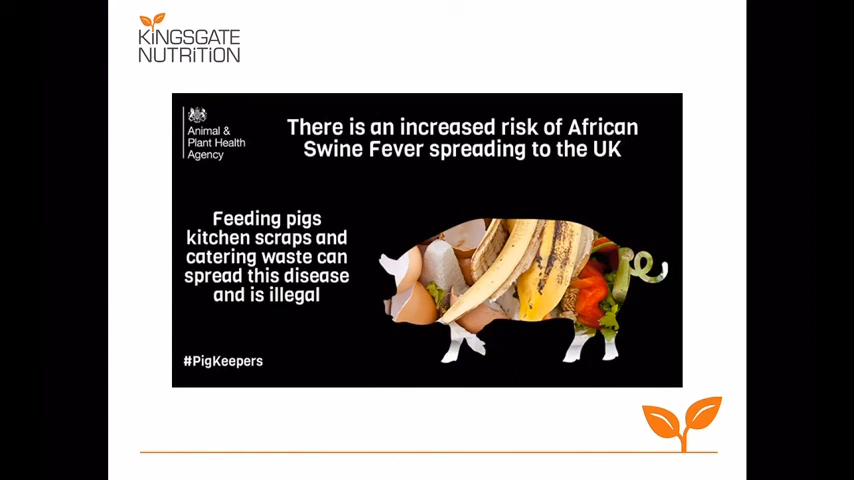 KINGSGATE
NUTRITION
Animal &
Plant Health
Agency
There is an increased risk of African
Swine Fever spreading to the UK
Feeding pigs
kitchen scraps and
catering waste can
spread this disease
and is illegal
#PigKeepers